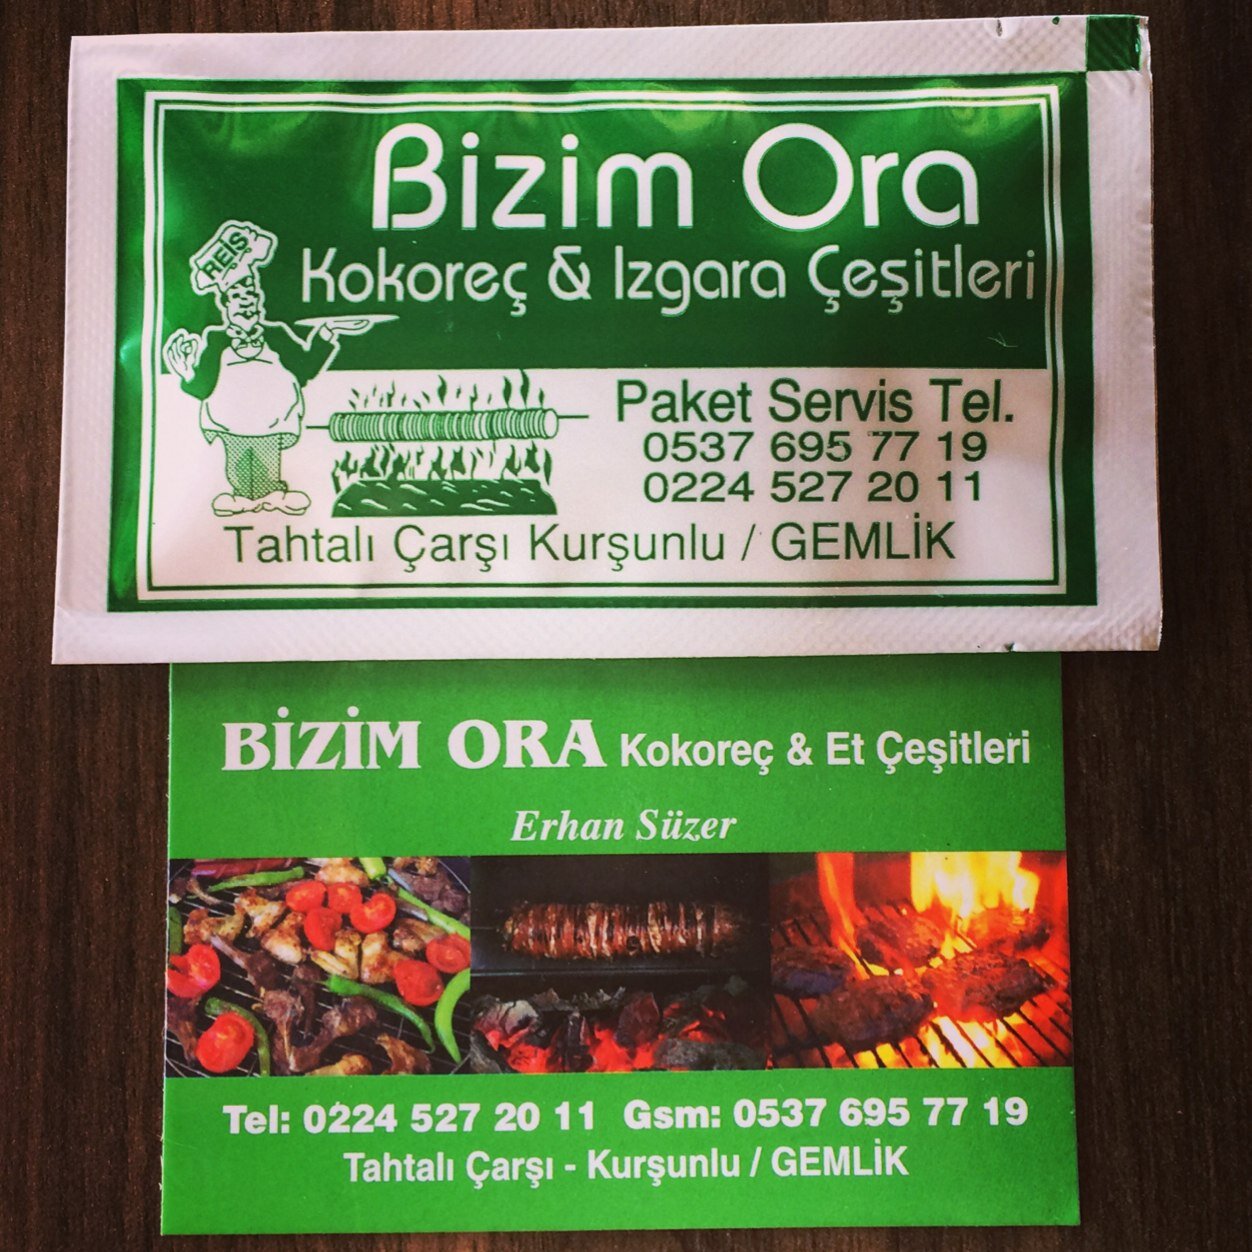 Bizim Ora
Kokoreç & Izgara Çeşitleri
REİS
Paket Servis Tel.
0537 695 77 19
0224 527 20 11
Tahtalı Çarşı Kurşunlu / GEMLİK
BİZİM ORA Kokoreç & Et Çeşitleri
Erhan Süzer
Tel: 0224 527 20 11 Gsm: 0537 695 77 19
Tahtalı Çarşı - Kurşunlu / GEMLİK